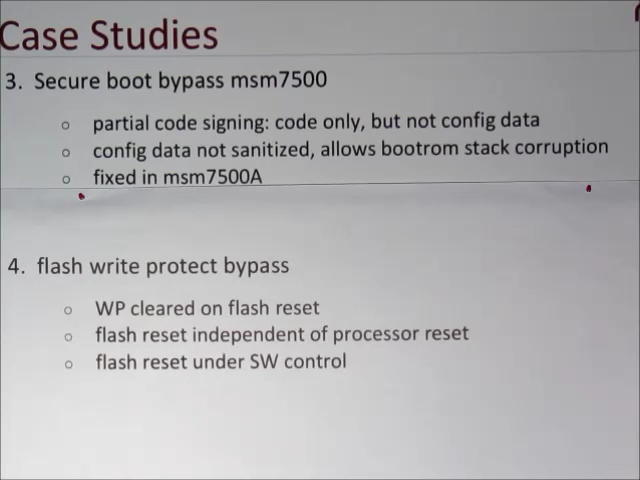 Case Studies
3. Secure boot bypass msm7500
○ partial code signing: code only, but not config data
○ config data not sanitized, allows bootrom stack corruption
○ fixed in msm7500A
4. flash write protect bypass
○ WP cleared on flash reset
○ flash reset independent of processor reset
○ flash reset under SW control